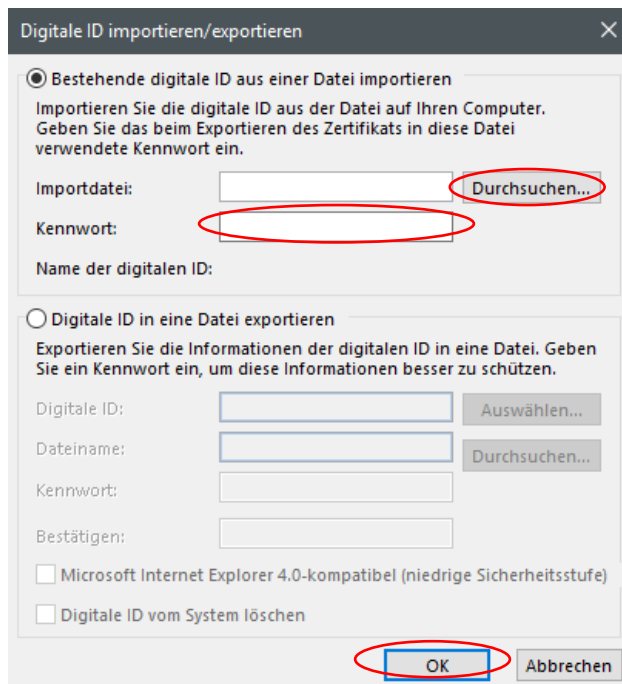 Digitale ID importieren/exportieren
Bestehende digitale ID aus einer Datei importieren
Importieren Sie die digitale ID aus der Datei auf Ihren Computer.
Geben Sie das beim Exportieren des Zertifikats in diese Datei
verwendete Kennwort ein.
Importdatei: Durchsuchen...
Kennwort:
Name der digitalen ID:
Digitale ID in eine Datei exportieren
Exportieren Sie die Informationen der digitalen ID in eine Datei. Geben
Sie ein Kennwort ein, um diese Informationen besser zu schützen.
Digitale ID: Auswählen...
Dateiname: Durchsuchen...
Kennwort:
Bestätigen:
Microsoft Internet Explorer 4.0-kompatibel (niedrige Sicherheitsstufe)
Digitale ID vom System löschen
OK Abbrechen